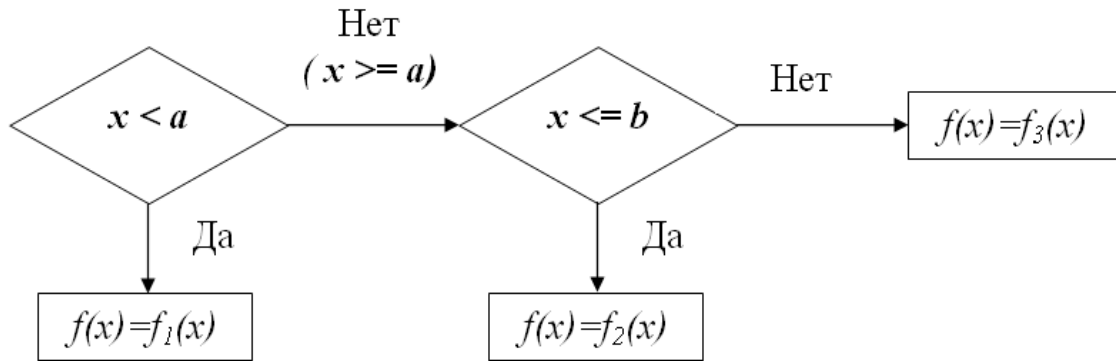 x < a
Нет
( x >= a)
x <= b
Нет
f(x)=f3(x)
Да
f(x)=f1(x)
Да
f(x)=f2(x)